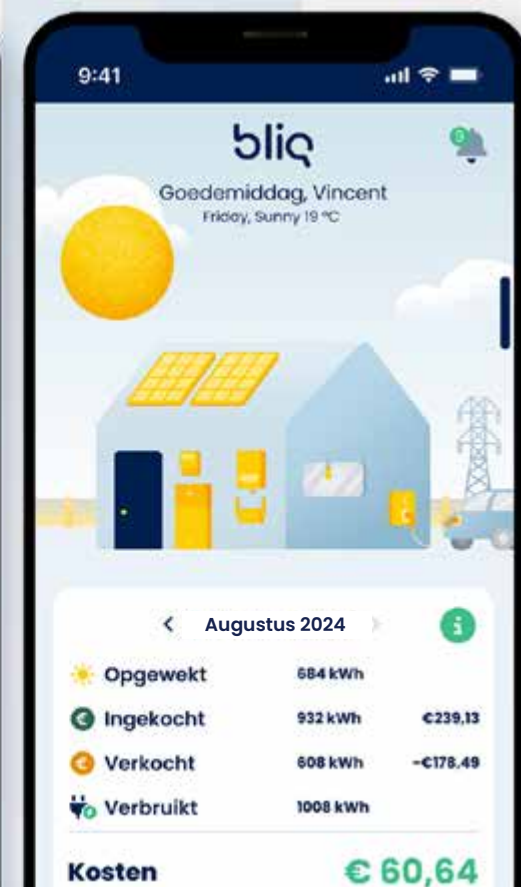 9:41
bliq
Goedemiddag, Vincent
Friday, Sunny 19 °C
Augustus 2024
Opgewekt 684 kWh
Ingekocht 932 kWh €239,13
Verkocht 608 kWh -€178.49
Verbruikt 1008 kWh
Kosten € 60,64